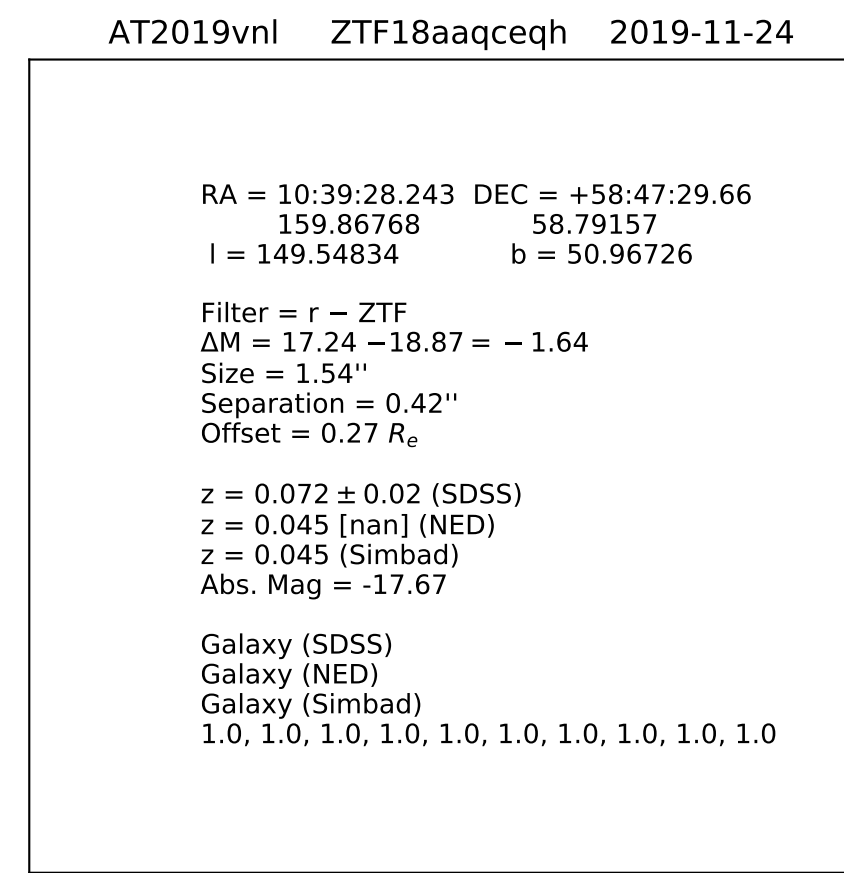 AT2019vnl ZTF18aaqceqh 2019-11-24
RA = 10:39:28.243 DEC = +58:47:29.66
159.86768 58.79157
l = 149.54834 b = 50.96726
Filter = r − ZTF
ΔM = 17.24 −18.87 = − 1.64
Size = 1.54''
Separation = 0.42''
Offset = 0.27 Rₑ
z = 0.072 ± 0.02 (SDSS)
z = 0.045 [nan] (NED)
z = 0.045 (Simbad)
Abs. Mag = -17.67
Galaxy (SDSS)
Galaxy (NED)
Galaxy (Simbad)
1.0, 1.0, 1.0, 1.0, 1.0, 1.0, 1.0, 1.0, 1.0, 1.0